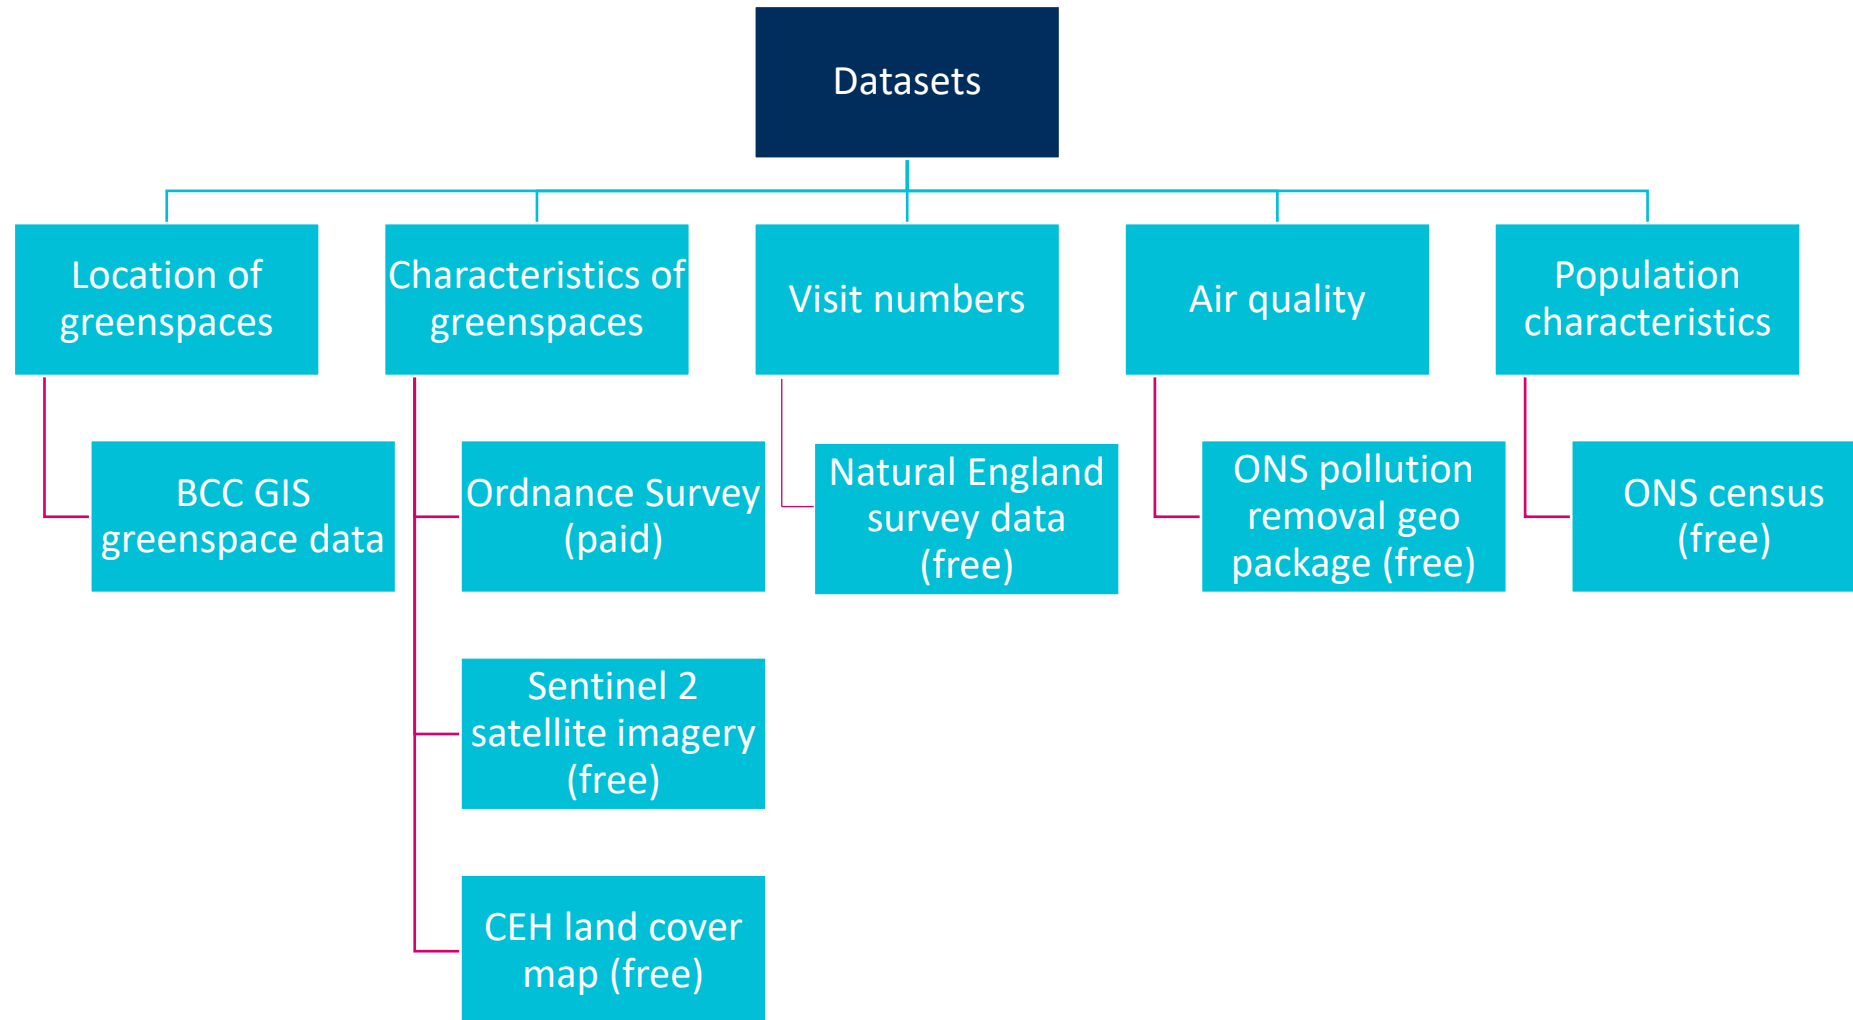 Datasets
Location of
greenspaces
Characteristics of
greenspaces
Visit numbers
Air quality
Population
characteristics
BCC GIS
greenspace data
Ordnance Survey
(paid)
Natural England
survey data
(free)
ONS pollution
removal geo
package (free)
ONS census
(free)
Sentinel 2
satellite imagery
(free)
CEH land cover
map (free)